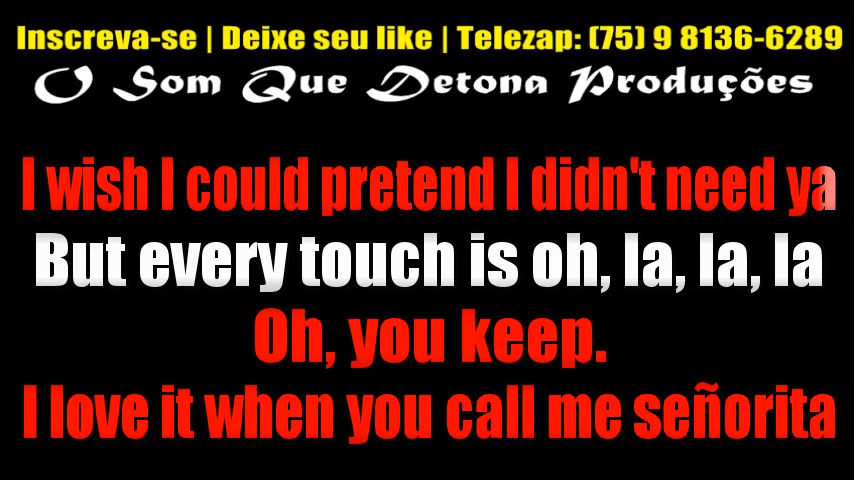 Inscreva-se | Deixe seu like | Telezap: (75) 9 8136-6289
O Som Que Detona Produções
I wish I could pretend I didn't need ya
But every touch is oh, la, la, la
Oh, you keep.
I love it when you call me señorita